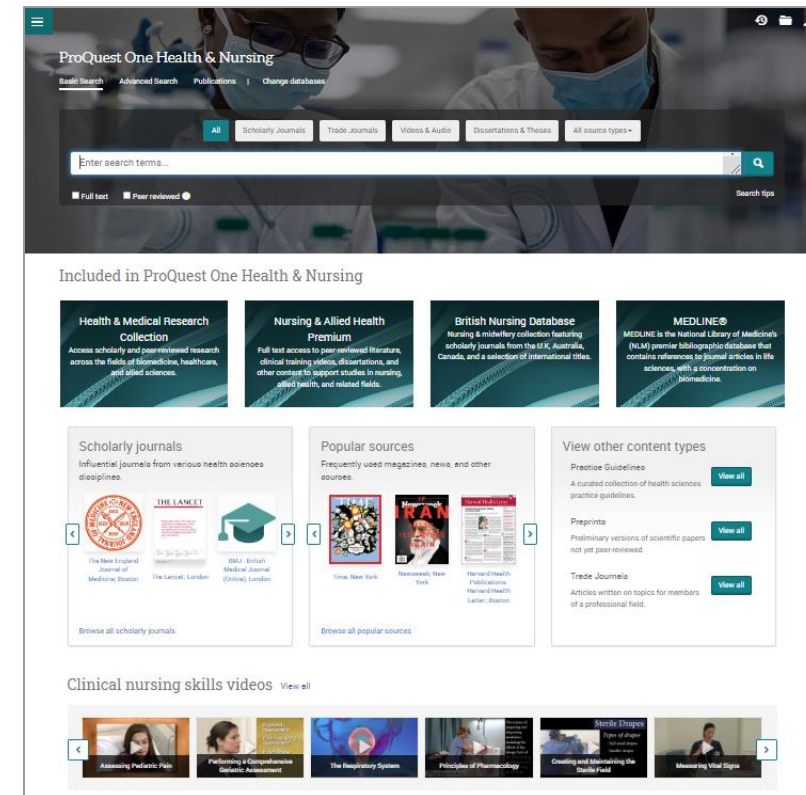 ProQuest One Health & Nursing
Basic Search Advanced Search Publications | Change databases
All Scholarly Journals Trade Journals Videos & Audio Dissertations & Theses All source types
Enter search terms...
Full text Peer reviewed
Search tips
Included in ProQuest One Health & Nursing
Health & Medical Research
Collection
Access scholarly and peer-reviewed research
across the fields of biomedicine, healthcare,
and allied sciences.
Nursing & Allied Health
Premium
Full text access to peer-reviewed literature,
clinical training videos, dissertations, and
other content to support studies in nursing,
allied health, and related fields.
British Nursing Database
Nursing & midwifery collection featuring
scholarly journals from the U.K, Australia,
Canada, and a selection of international titles.
MEDLINE®
MEDLINE is the National Library of Medicine's
(NLM) premier bibliographic database that
contains references to journal articles in life
sciences, with a concentration on
biomedicine.
Scholarly journals
Influential journals from various health sciences
disciplines.
THE LANCET
The New England
Journal of
Medicine; Boston
The Lancet; London
BMJ : British
Medical Journal
(Online); London
Browse all scholarly journals
Popular sources
Frequently used magazines, news, and other
sources.
TIME
Newsweek
IRAN
Harvard Health Letter
Time; New York
Newsweek; New
York
Harvard Health
Publications.
Harvard Health
Letter.; Boston
Browse all popular sources
View other content types
Practice Guidelines
A curated collection of health sciences
practice guidelines.
View all
Preprints
Preliminary versions of scientific papers
not yet peer-reviewed.
View all
Trade Journals
Articles written on topics for members
of a professional field.
View all
Clinical nursing skills videos View all
Assessing Pediatric Pain
Performing a Comprehensive
Geriatric Assessment
The Respiratory System
Principles of Pharmacology
Sterile Drapes
Types of drapes
Creating and Maintaining the
Sterile Field
Measuring Vital Signs